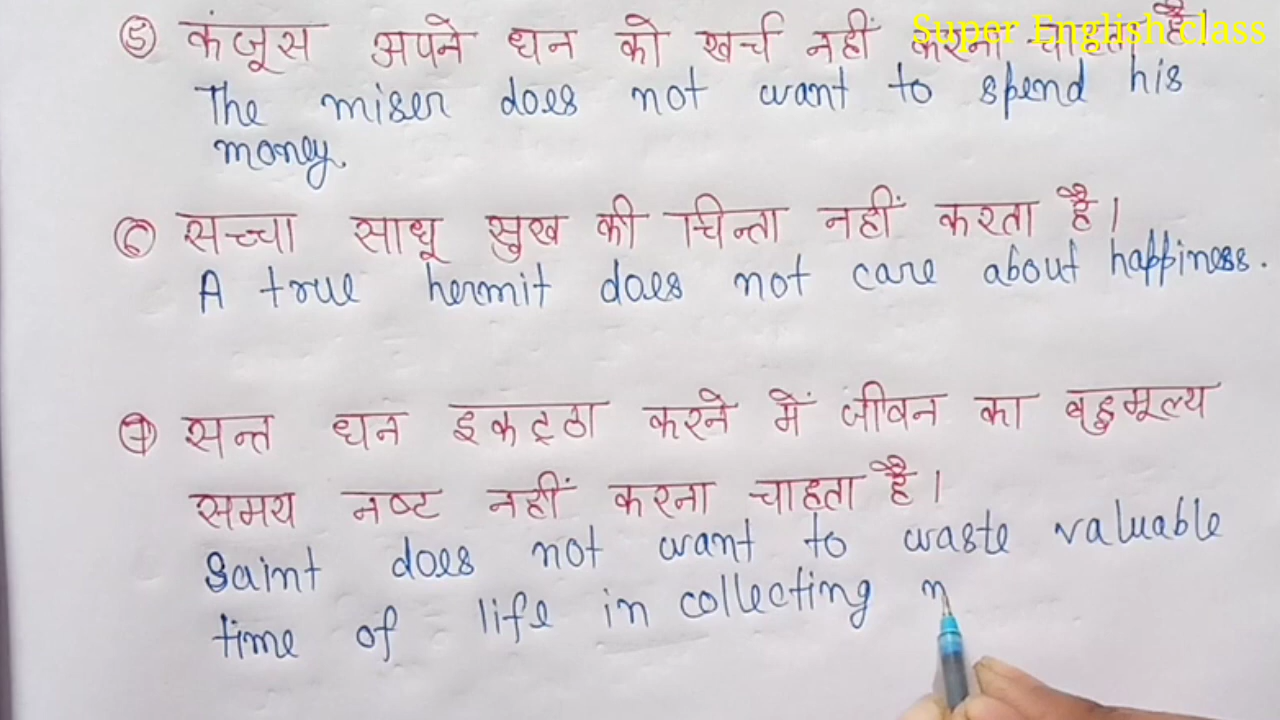 Super English class
⑤ कंजूस अपने धन को खर्च नहीं करना चाहता है।
The miser does not want to spend his
money.
⑥ सच्चा साधू सुख की चिन्ता नहीं करता है।
A true hermit does not care about happiness.
⑦ सन्त धन इकट्ठा करने में जीवन का बहुमूल्य
समय नष्ट नहीं करना चाहता है।
Saint does not want to waste valuable
time of life in collecting m